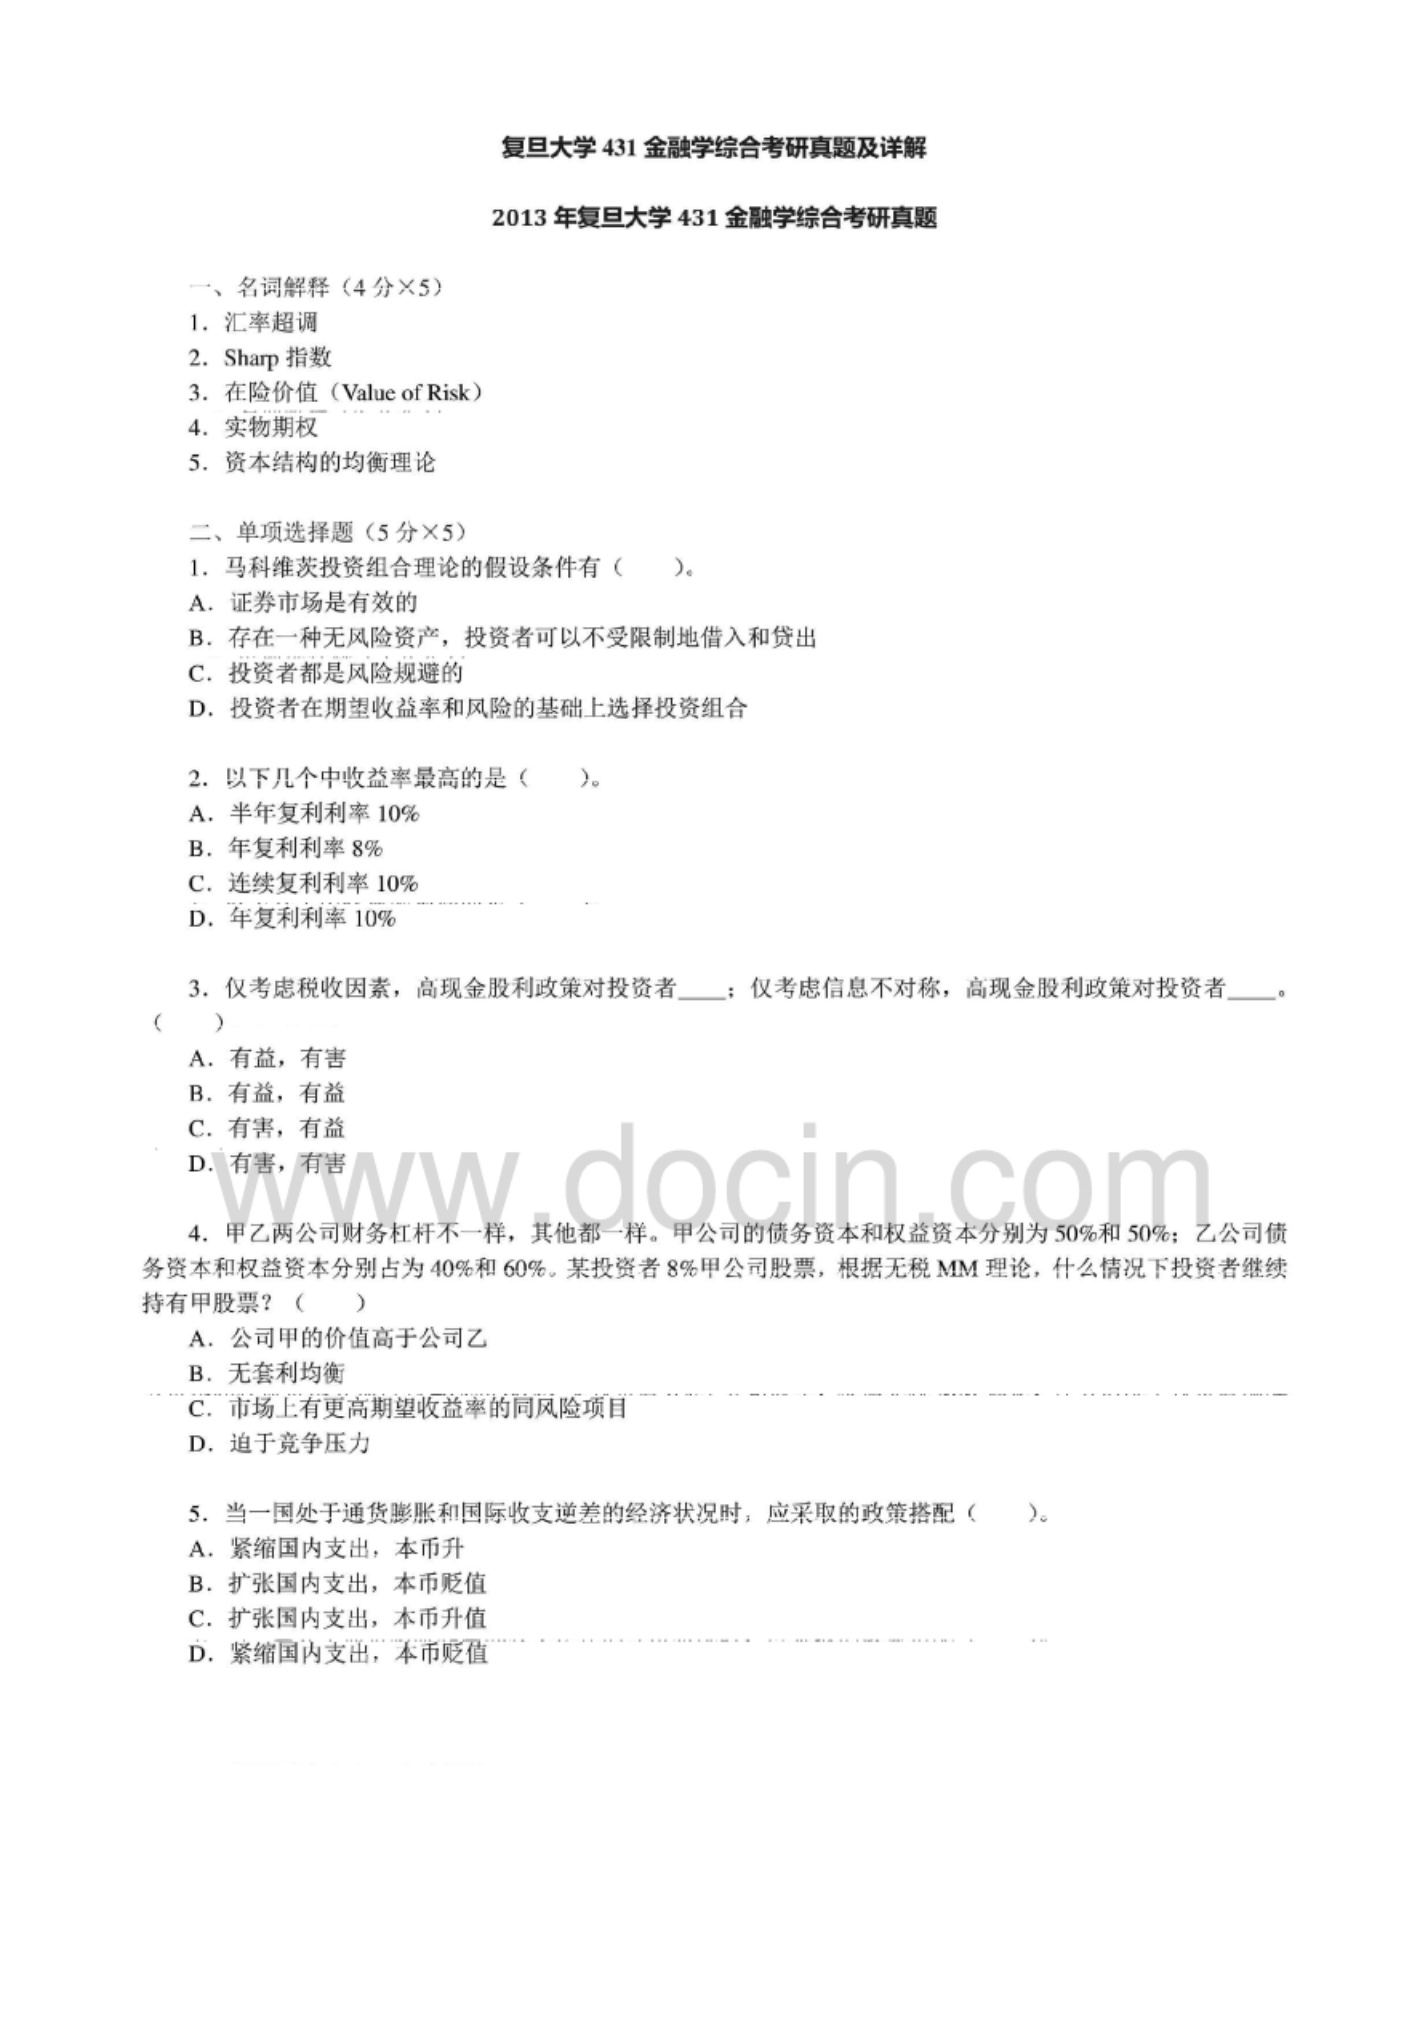 复旦大学 431 金融学综合考研真题及详解
2013 年复旦大学 431 金融学综合考研真题
一、名词解释（4 分×5）
1．汇率超调
2．Sharp 指数
3．在险价值（Value of Risk）
4．实物期权
5．资本结构的均衡理论
二、单项选择题（5 分×5）
1．马科维茨投资组合理论的假设条件有（  ）。
A．证券市场是有效的
B．存在一种无风险资产，投资者可以不受限制地借入和贷出
C．投资者都是风险规避的
D．投资者在期望收益率和风险的基础上选择投资组合
2．以下几个中收益率最高的是（  ）。
A．半年复利利率 10%
B．年复利利率 8%
C．连续复利利率 10%
D．年复利利率 10%
3．仅考虑税收因素，高现金股利政策对投资者____；仅考虑信息不对称，高现金股利政策对投资者____。
（  ）
A．有益，有害
B．有益，有益
C．有害，有益
D．有害，有害
www.docin.com
4．甲乙两公司财务杠杆不一样，其他都一样。甲公司的债务资本和权益资本分别为 50%和 50%；乙公司债
务资本和权益资本分别占为 40%和 60%。某投资者 8%甲公司股票，根据无税 MM 理论，什么情况下投资者继续
持有甲股票？（  ）
A．公司甲的价值高于公司乙
B．无套利均衡
C．市场上有更高期望收益率的同风险项目
D．迫于竞争压力
5．当一国处于通货膨胀和国际收支逆差的经济状况时，应采取的政策搭配（  ）。
A．紧缩国内支出，本币升
B．扩张国内支出，本币贬值
C．扩张国内支出，本币升值
D．紧缩国内支出，本币贬值